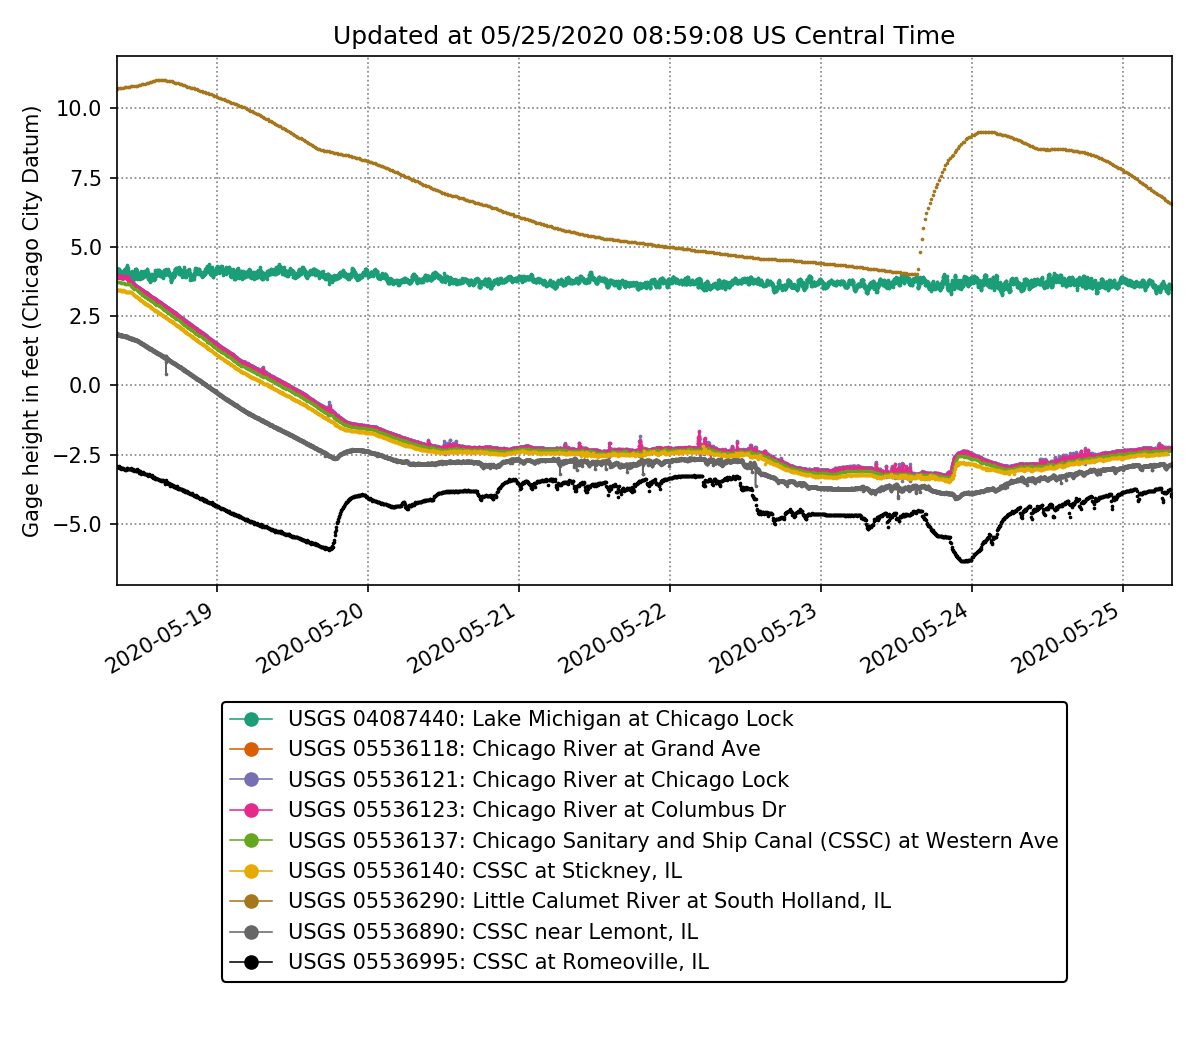 Updated at 05/25/2020 08:59:08 US Central Time
Gage height in feet (Chicago City Datum)
10.0
7.5
5.0
2.5
0.0
−2.5
−5.0
2020-05-19
2020-05-20
2020-05-21
2020-05-22
2020-05-23
2020-05-24
2020-05-25
USGS 04087440: Lake Michigan at Chicago Lock
USGS 05536118: Chicago River at Grand Ave
USGS 05536121: Chicago River at Chicago Lock
USGS 05536123: Chicago River at Columbus Dr
USGS 05536137: Chicago Sanitary and Ship Canal (CSSC) at Western Ave
USGS 05536140: CSSC at Stickney, IL
USGS 05536290: Little Calumet River at South Holland, IL
USGS 05536890: CSSC near Lemont, IL
USGS 05536995: CSSC at Romeoville, IL